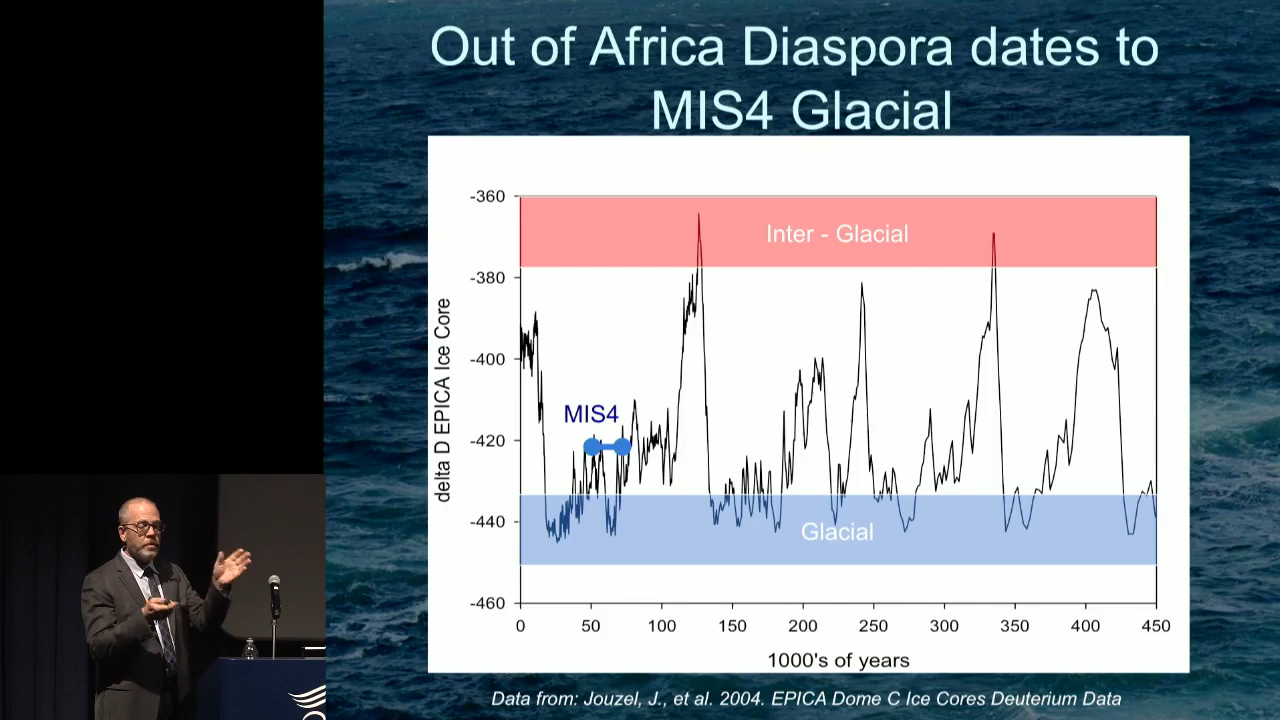 Out of Africa Diaspora dates to
MIS4 Glacial
-360
-380
-400
-420
-440
-460
delta D EPICA Ice Core
Inter - Glacial
MIS4
Glacial
0 50 100 150 200 250 300 350 400 450
1000's of years
Data from: Jouzel, J., et al. 2004. EPICA Dome C Ice Cores Deuterium Data